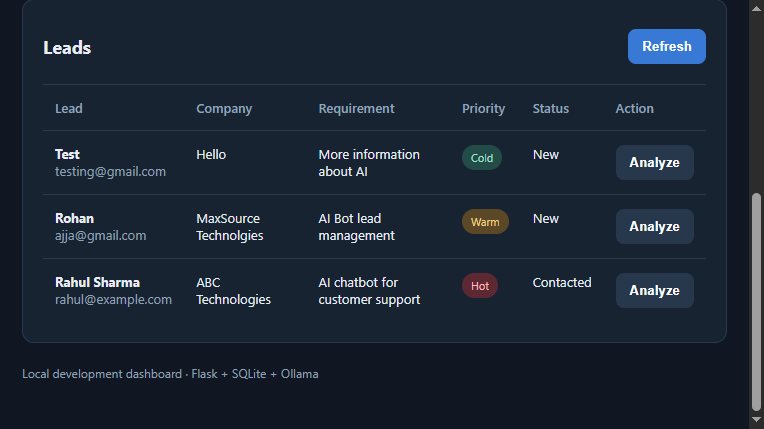 Leads
Refresh
Lead Company Requirement Priority Status Action
Test Hello More information Cold New Analyze
testing@gmail.com about AI
Rohan MaxSource AI Bot lead Warm New Analyze
ajja@gmail.com Technolgies management
Rahul Sharma ABC AI chatbot for Hot Contacted Analyze
rahul@example.com Technologies customer support
Local development dashboard · Flask + SQLite + Ollama